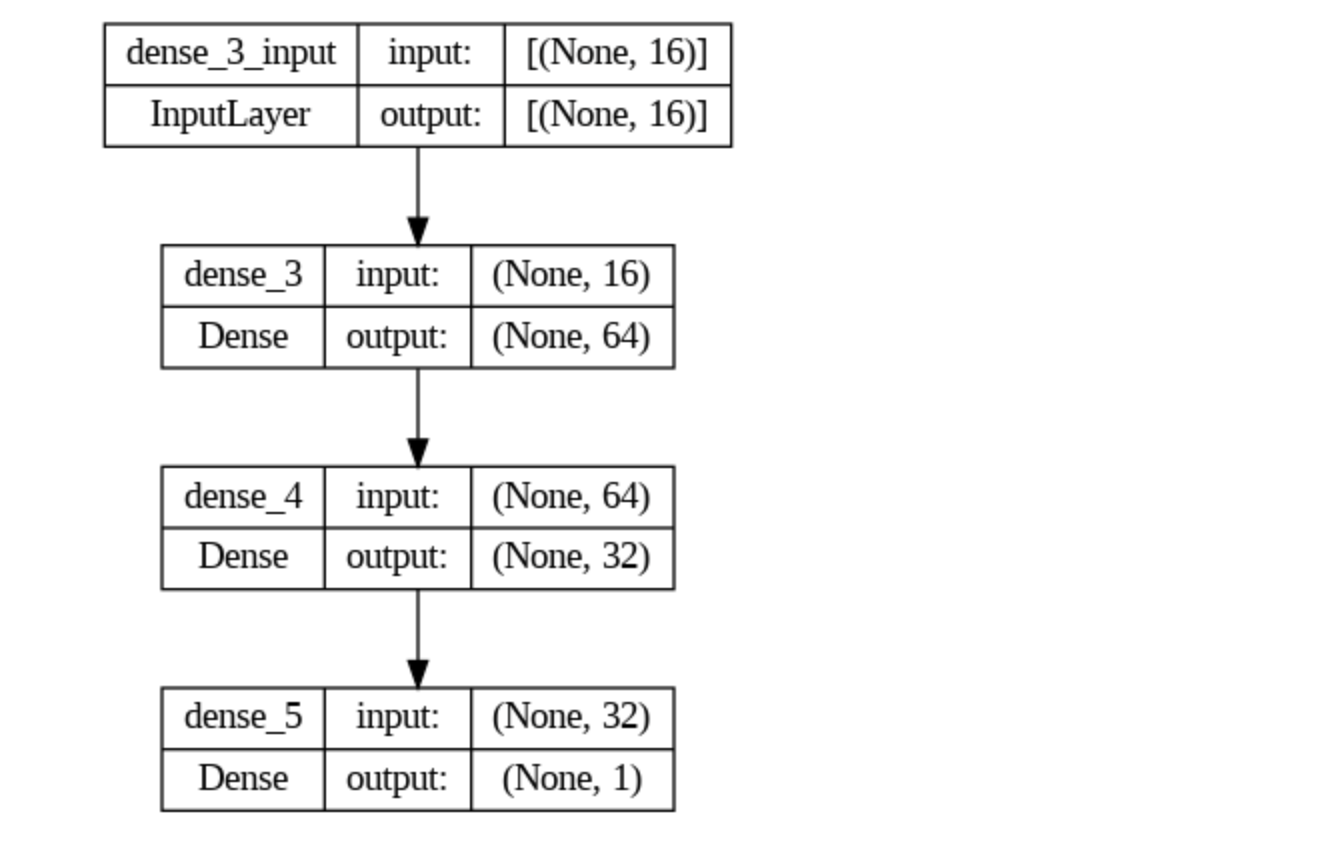 dense_3_input input: [(None, 16)]
InputLayer output: [(None, 16)]
dense_3 input: (None, 16)
Dense output: (None, 64)
dense_4 input: (None, 64)
Dense output: (None, 32)
dense_5 input: (None, 32)
Dense output: (None, 1)